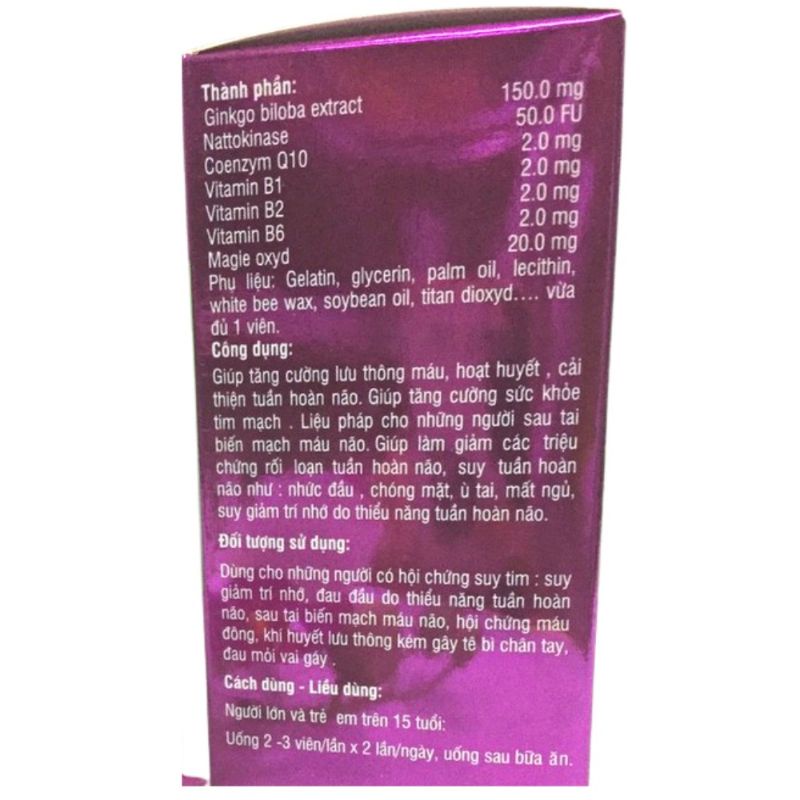 Thành phần:
Ginkgo biloba extract 150.0 mg
Nattokinase 50.0 FU
Coenzym Q10 2.0 mg
Vitamin B1 2.0 mg
Vitamin B2 2.0 mg
Vitamin B6 2.0 mg
Magie oxyd 20.0 mg
Phụ liệu: Gelatin, glycerin, palm oil, lecithin,
white bee wax, soybean oil, titan dioxyd.... vừa
đủ 1 viên.
Công dụng:
Giúp tăng cường lưu thông máu, hoạt huyết , cải
thiện tuần hoàn não. Giúp tăng cường sức khỏe
tim mạch . Liệu pháp cho những người sau tai
biến mạch máu não. Giúp làm giảm các triệu
chứng rối loạn tuần hoàn não, suy tuần hoàn
não như : nhức đầu , chóng mặt, ù tai, mất ngủ,
suy giảm trí nhớ do thiểu năng tuần hoàn não.
Đối tượng sử dụng:
Dùng cho những người có hội chứng suy tim : suy
giảm trí nhớ, đau đầu do thiểu năng tuần hoàn
não, sau tai biến mạch máu não, hội chứng máu
đông, khí huyết lưu thông kém gây tê bì chân tay,
đau mỏi vai gáy .
Cách dùng - Liều dùng:
Người lớn và trẻ em trên 15 tuổi:
Uống 2 -3 viên/lần x 2 lần/ngày, uống sau bữa ăn.